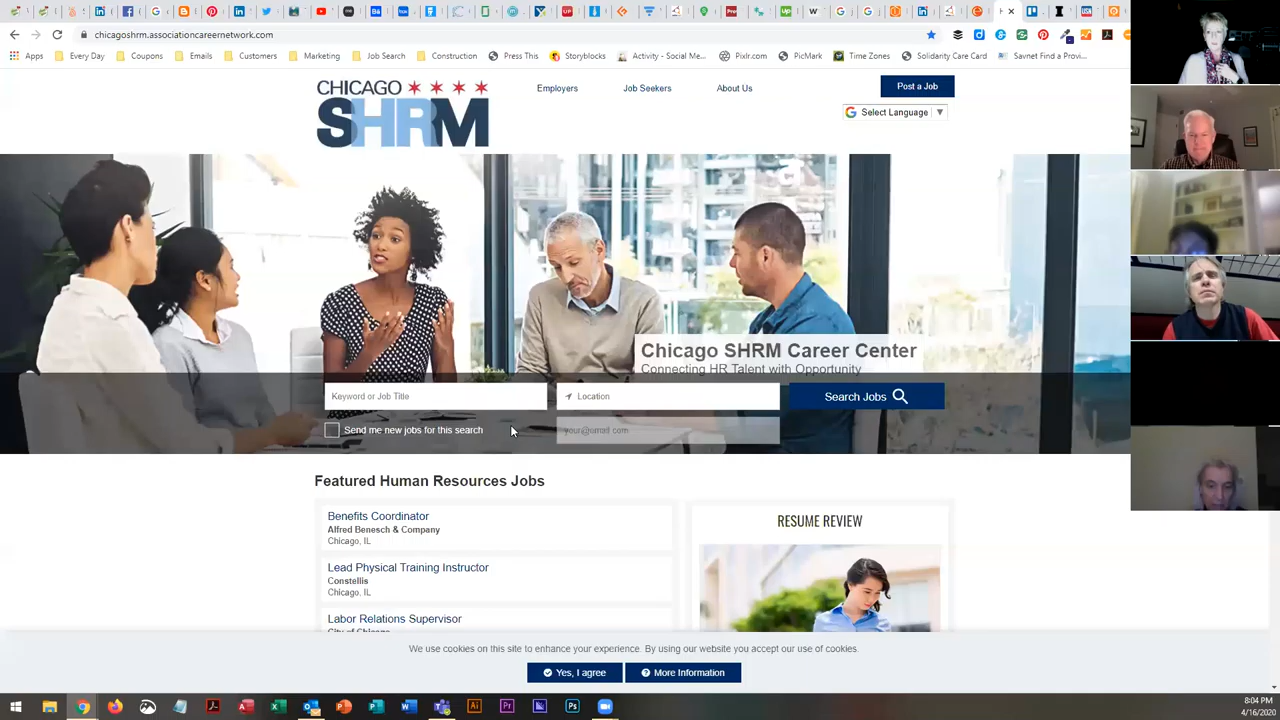 chicagoshrm.associationcareernetwork.com
Apps
Every Day
Coupons
Emails
Customers
Marketing
Job Search
Construction
Press This
Storyblocks
Activity - Social Me...
Pixlr.com
PicMark
Time Zones
Solidarity Care Card
Savnet Find a Provi...
CHICAGO
SHRM
Employers
Job Seekers
About Us
Post a Job
Select Language
Chicago SHRM Career Center
Connecting HR Talent with Opportunity
Keyword or Job Title
Location
Search Jobs
Send me new jobs for this search
your@email.com
Featured Human Resources Jobs
Benefits Coordinator
Alfred Benesch & Company
Chicago, IL
Lead Physical Training Instructor
Constellis
Chicago, IL
Labor Relations Supervisor
City of Chicago
RESUME REVIEW
We use cookies on this site to enhance your experience. By using our website you accept our use of cookies.
Yes, I agree
More Information
8:04 PM
4/16/2020